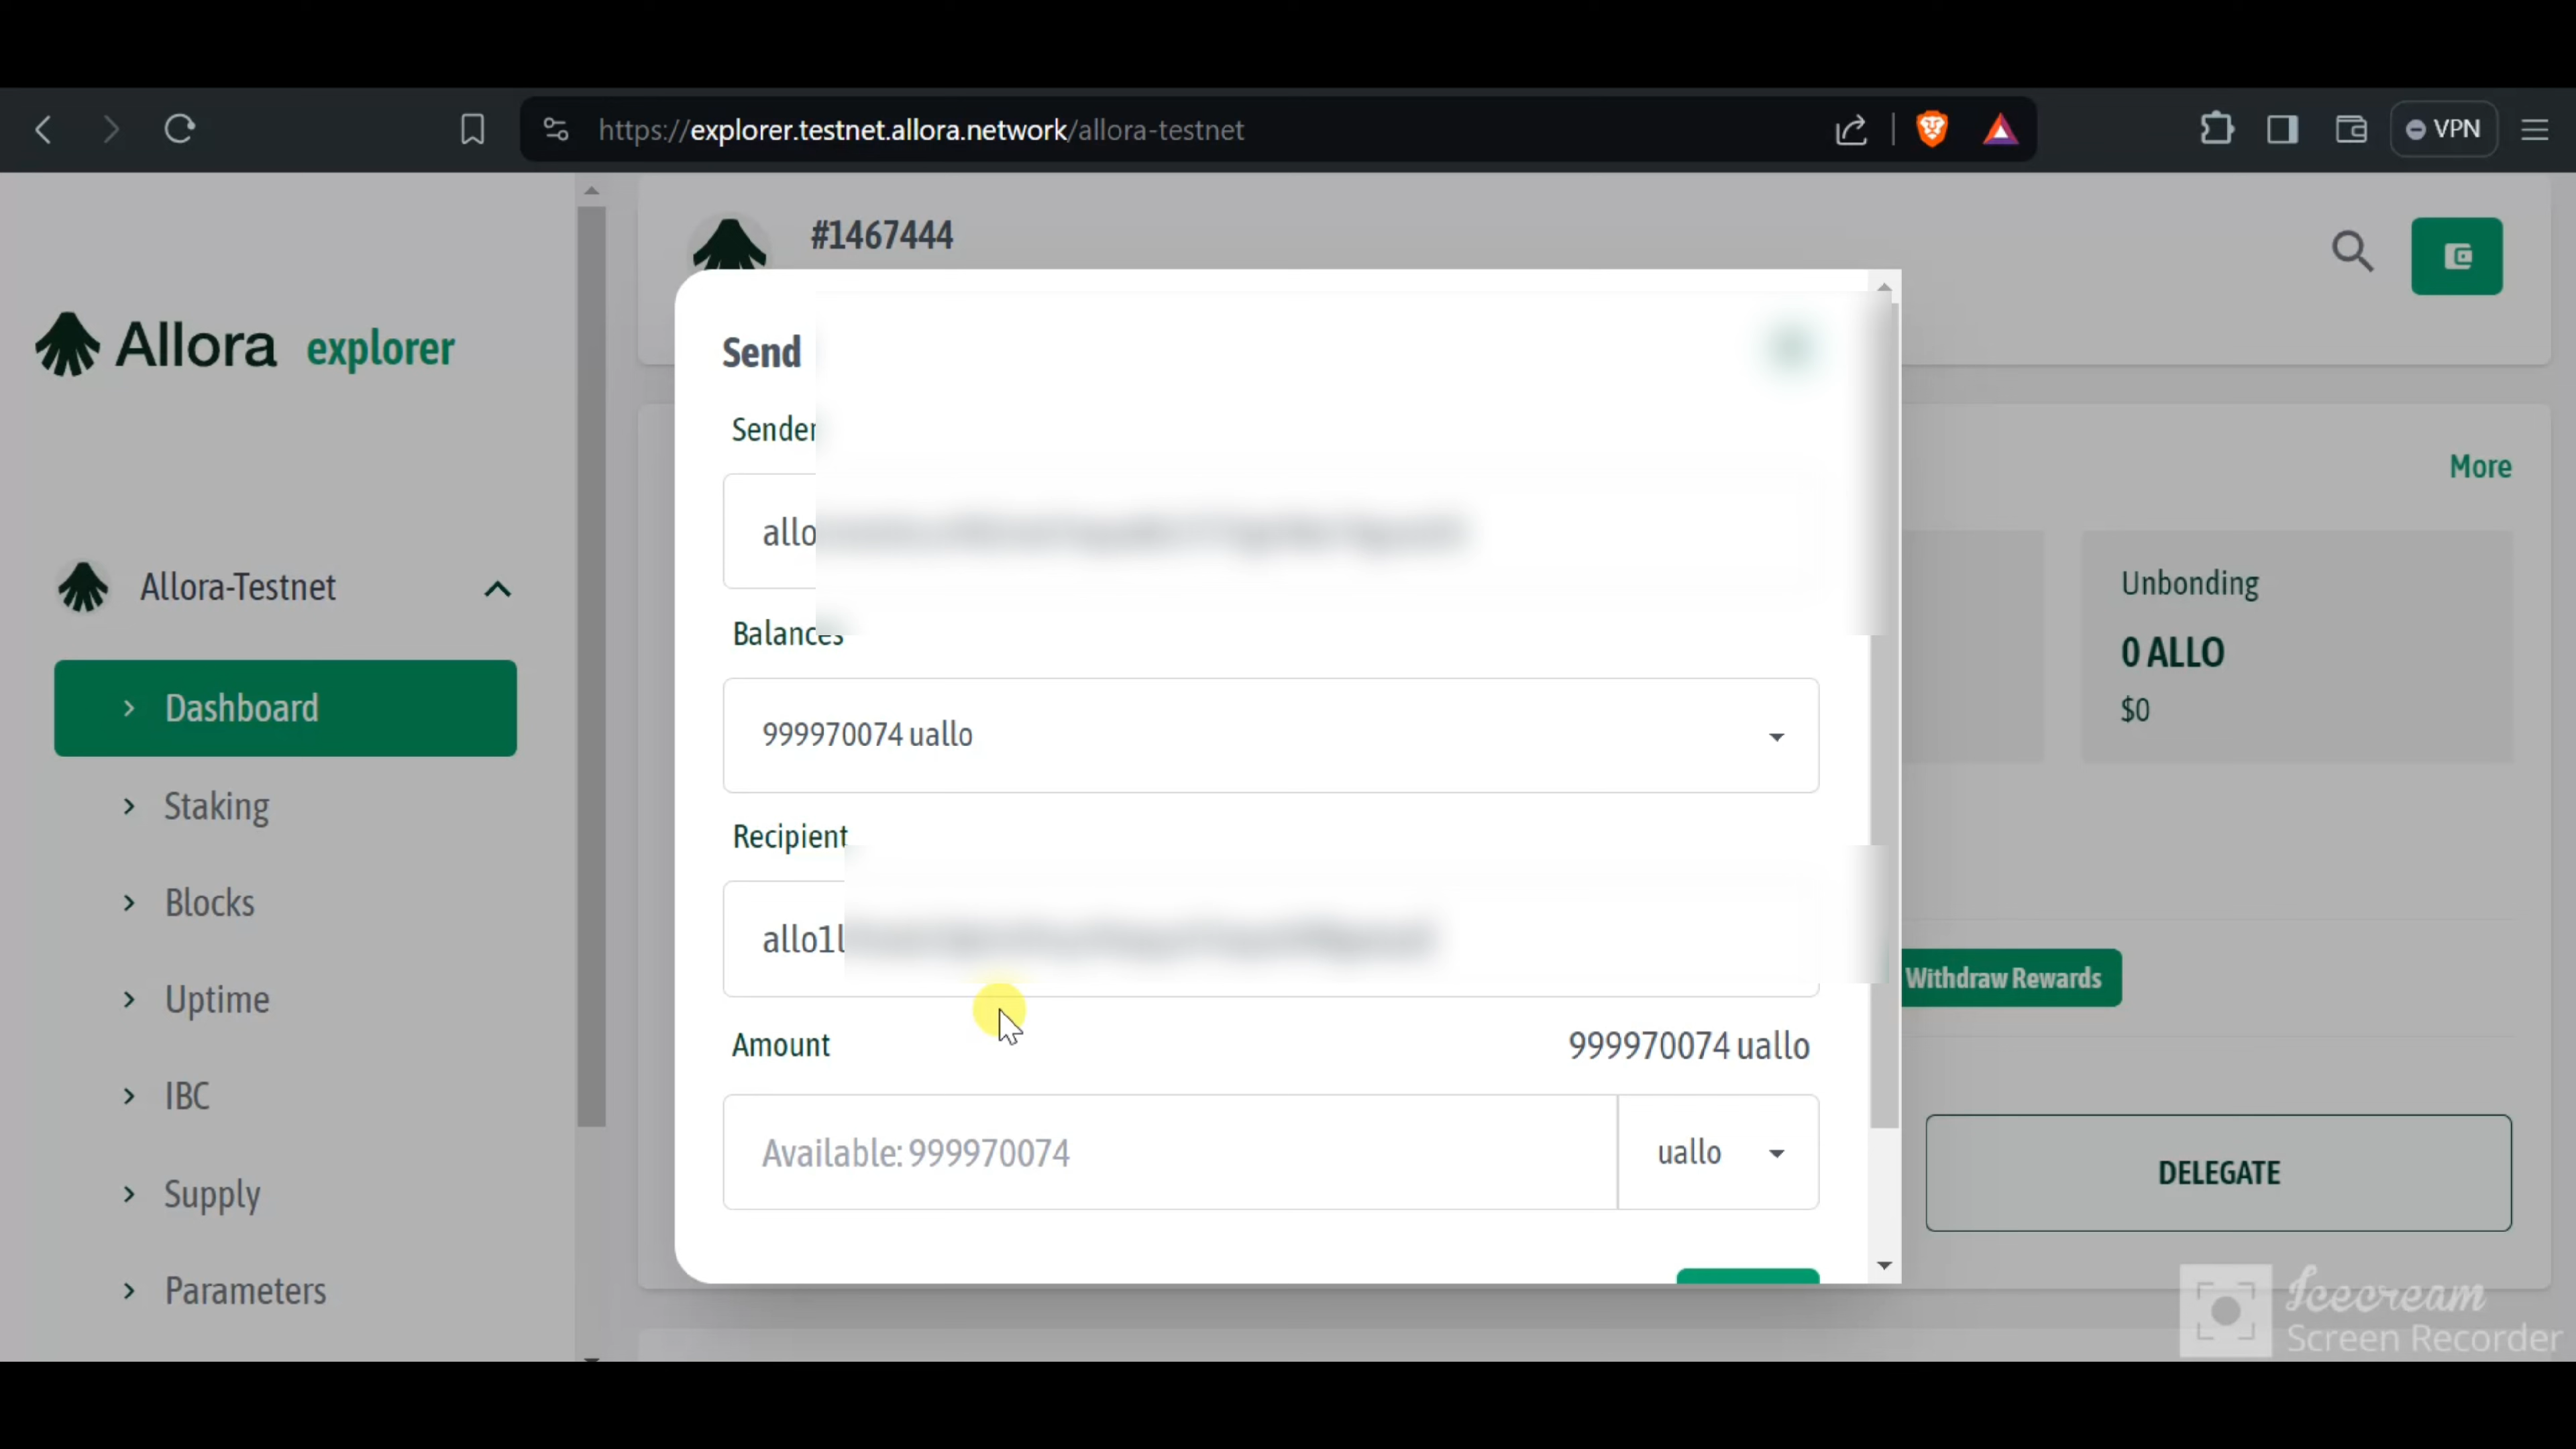 https://explorer.testnet.allora.network/allora-testnet
VPN
#1467444
Allora explorer
Allora-Testnet
Dashboard
Staking
Blocks
Uptime
IBC
Supply
Parameters
Send
Sender
allo
Balances
999970074 uallo
Recipient
allo1l
Amount
999970074 uallo
Available: 999970074
uallo
More
Unbonding
0 ALLO
$0
Withdraw Rewards
DELEGATE
Icecream
Screen Recorder